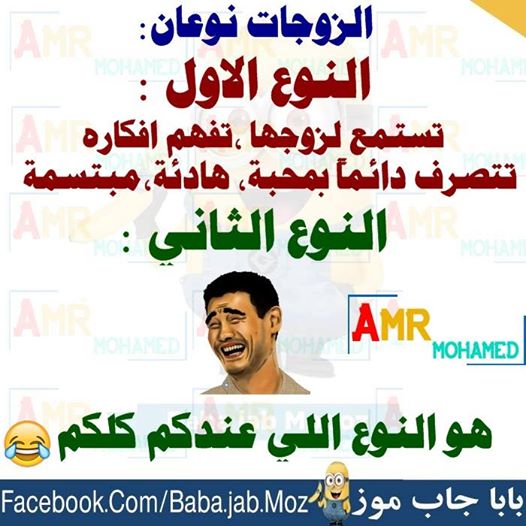 الزوجات نوعان:
النوع الاول :
تستمع لزوجها ،تفهم افكاره
تتصرف دائماً بمحبة، هادئة،مبتسمة
النوع الثاني :
AMR
MOHAMED
هو النوع اللي عندكم كلكم
بابا جاب موز
Facebook.Com/Baba.jab.Moz